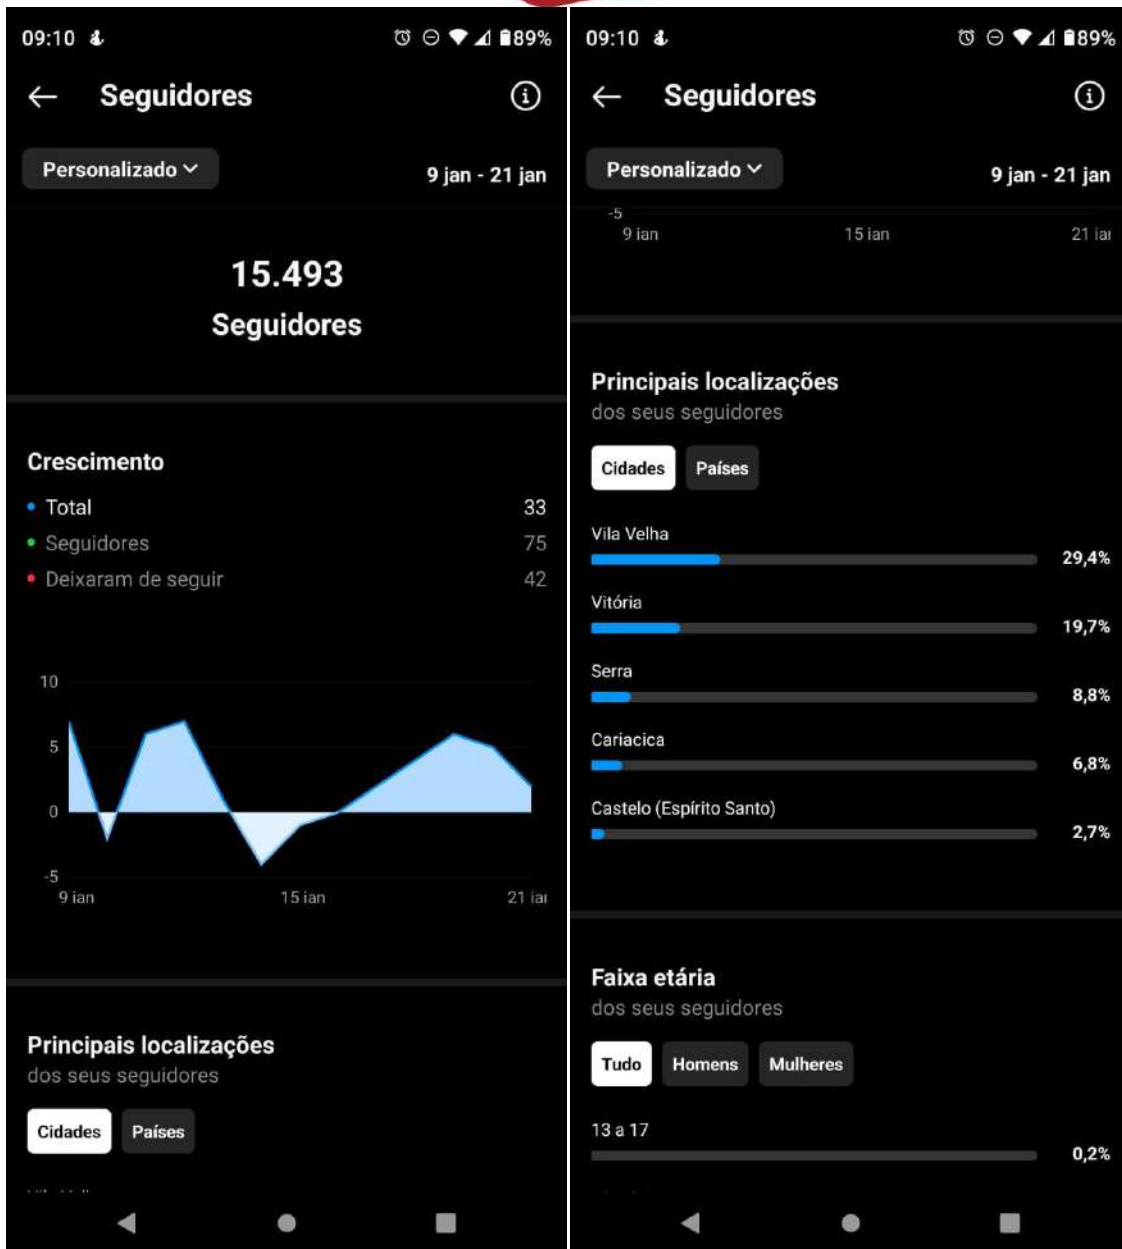 09:10
89%
Seguidores
Personalizado
9 jan - 21 jan
15.493
Seguidores
Crescimento
Total 33
Seguidores 75
Deixaram de seguir 42
10
5
0
-5
9 jan 15 jan 21 jan
Principais localizações
dos seus seguidores
Cidades Países
09:10
89%
Seguidores
Personalizado
9 jan - 21 jan
-5
9 jan 15 jan 21 jan
Principais localizações
dos seus seguidores
Cidades Países
Vila Velha
29,4%
Vitória
19,7%
Serra
8,8%
Cariacica
6,8%
Castelo (Espírito Santo)
2,7%
Faixa etária
dos seus seguidores
Tudo Homens Mulheres
13 a 17
0,2%